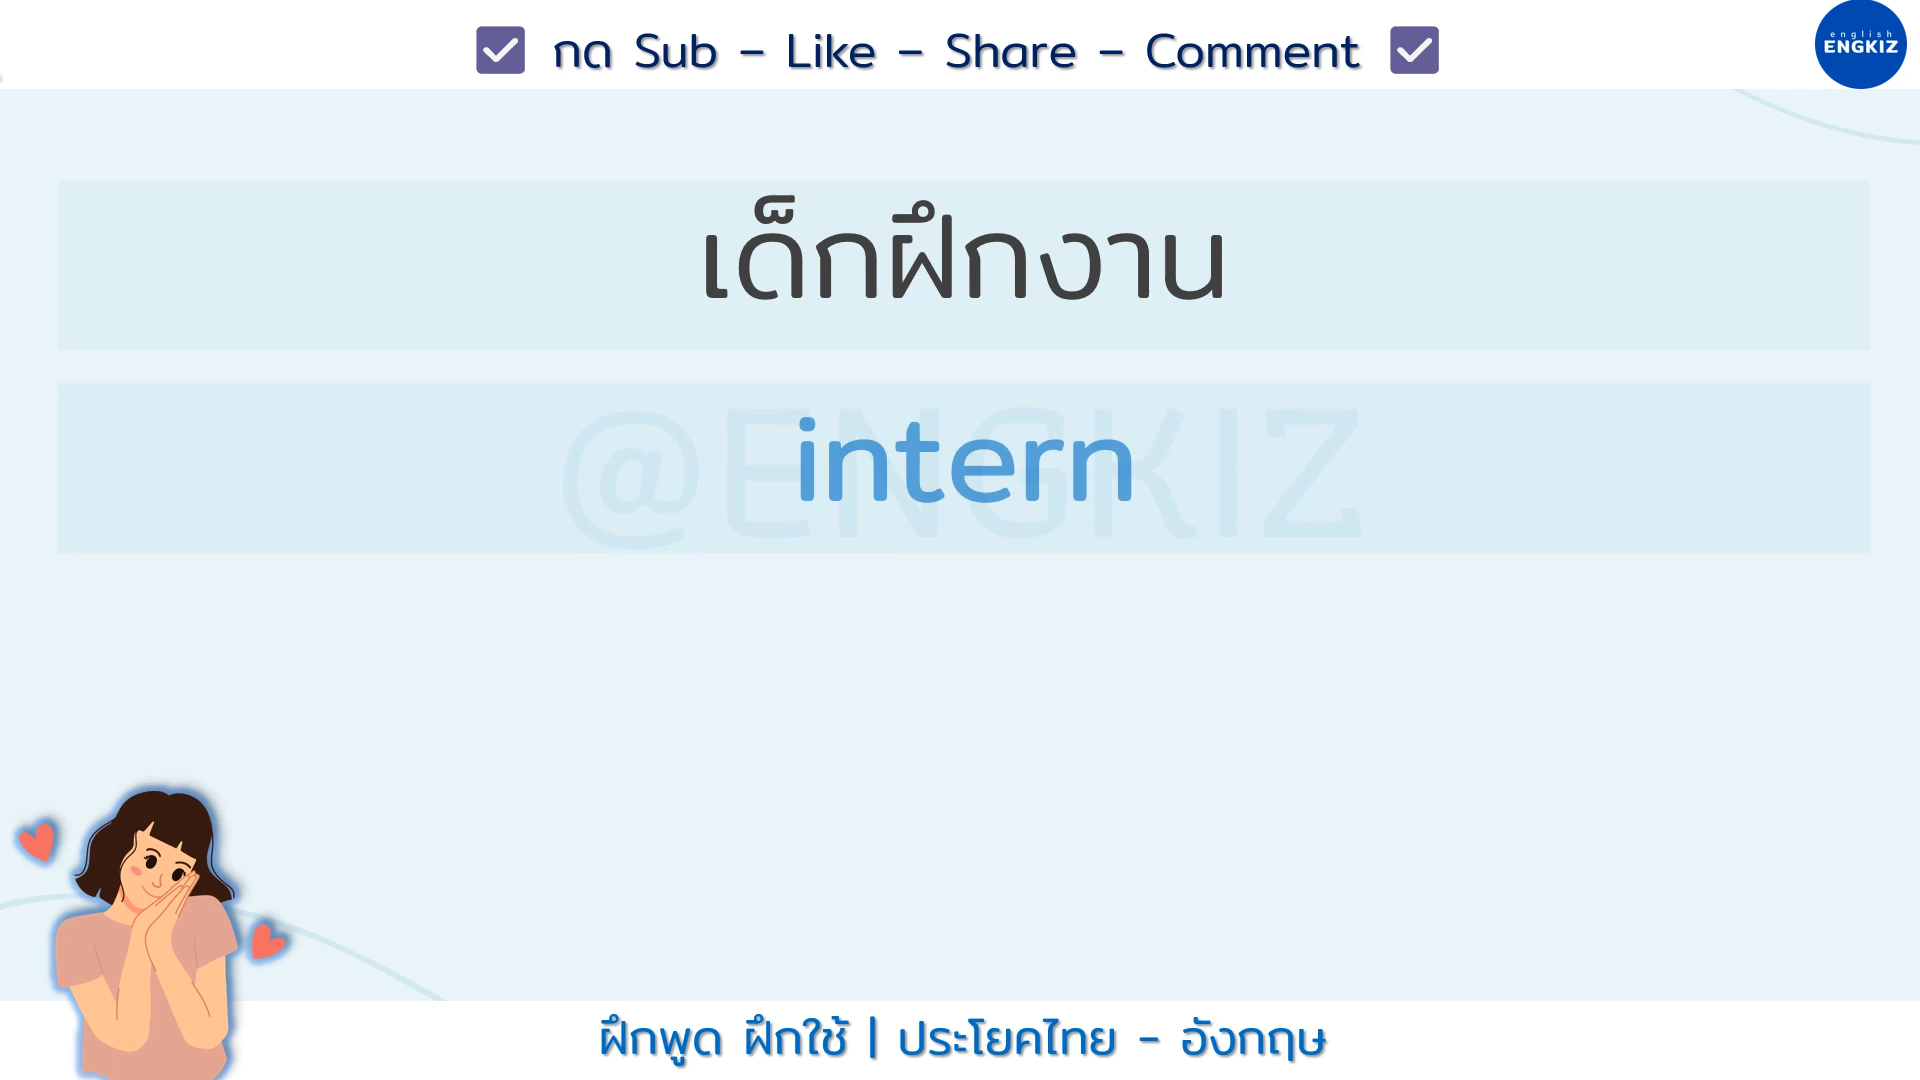 กด Sub – Like – Share – Comment
english
ENGKIZ
เด็กฝึกงาน
@ENGKIZ
intern
ฝึกพูด ฝึกใช้ | ประโยคไทย - อังกฤษ